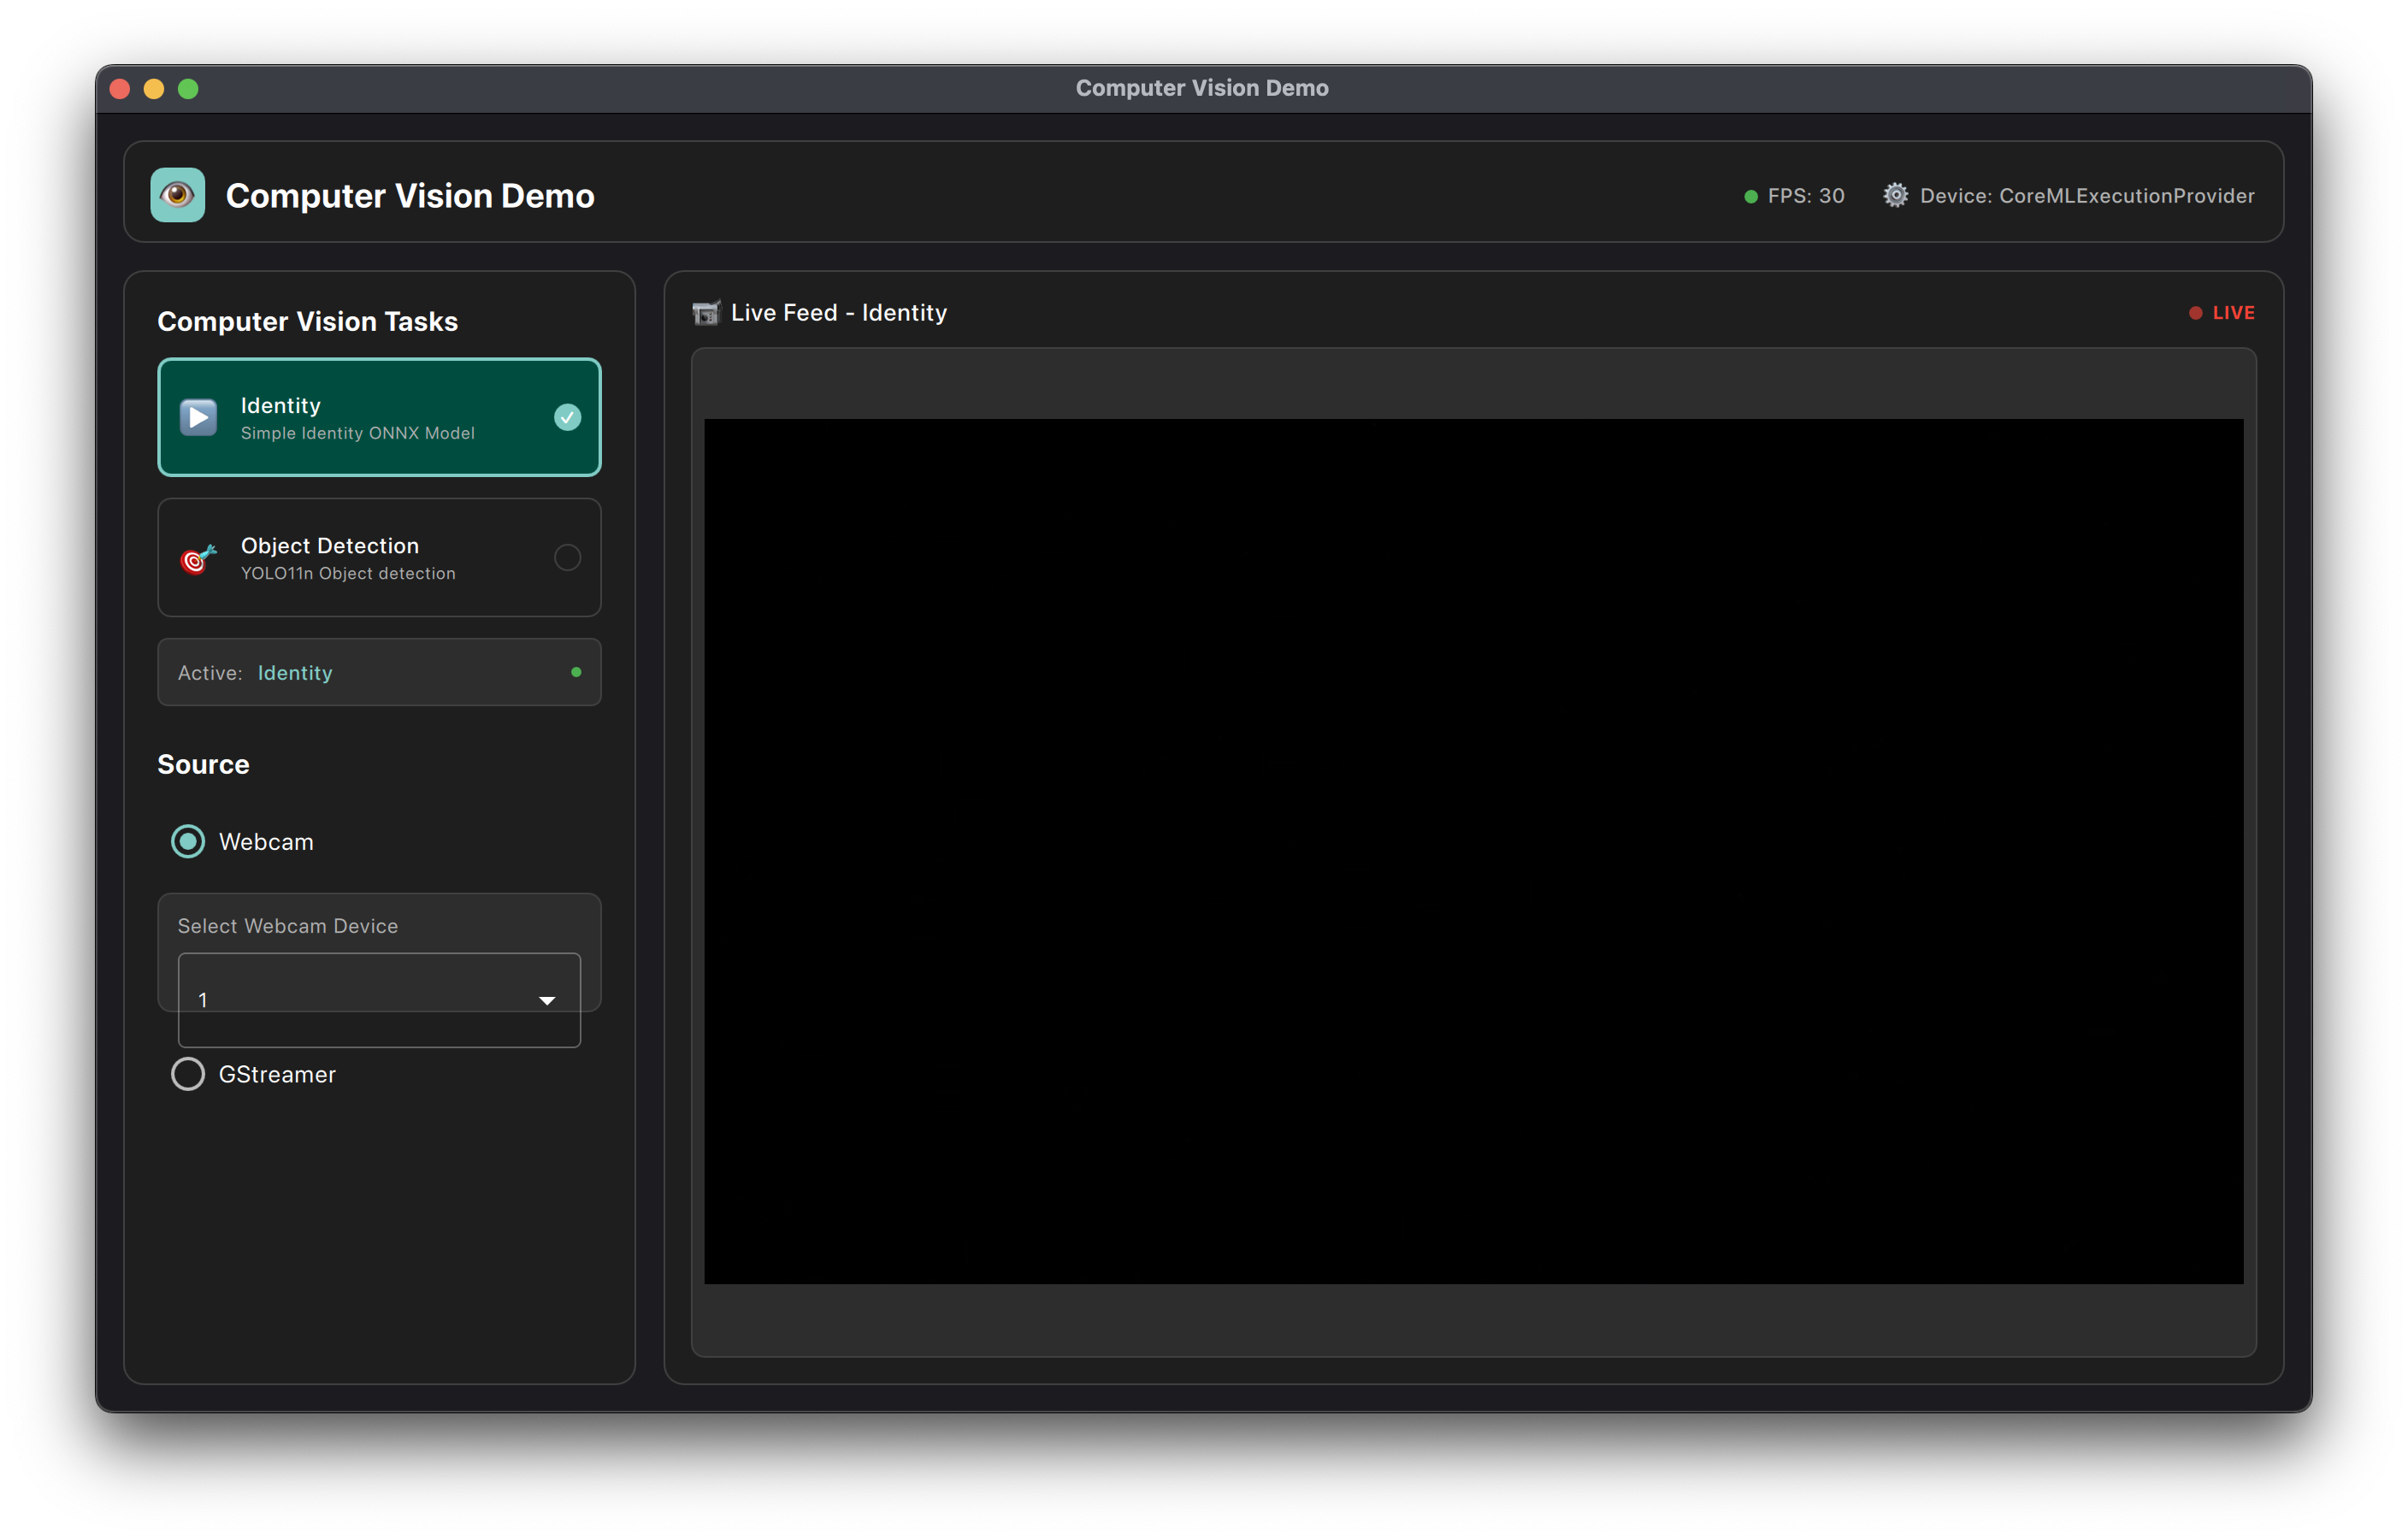 Computer Vision Demo
Computer Vision Demo
FPS: 30
Device: CoreMLExecutionProvider
Computer Vision Tasks
Identity
Simple Identity ONNX Model
Object Detection
YOLO11n Object detection
Active: Identity
Source
Webcam
Select Webcam Device
1
GStreamer
Live Feed - Identity
LIVE